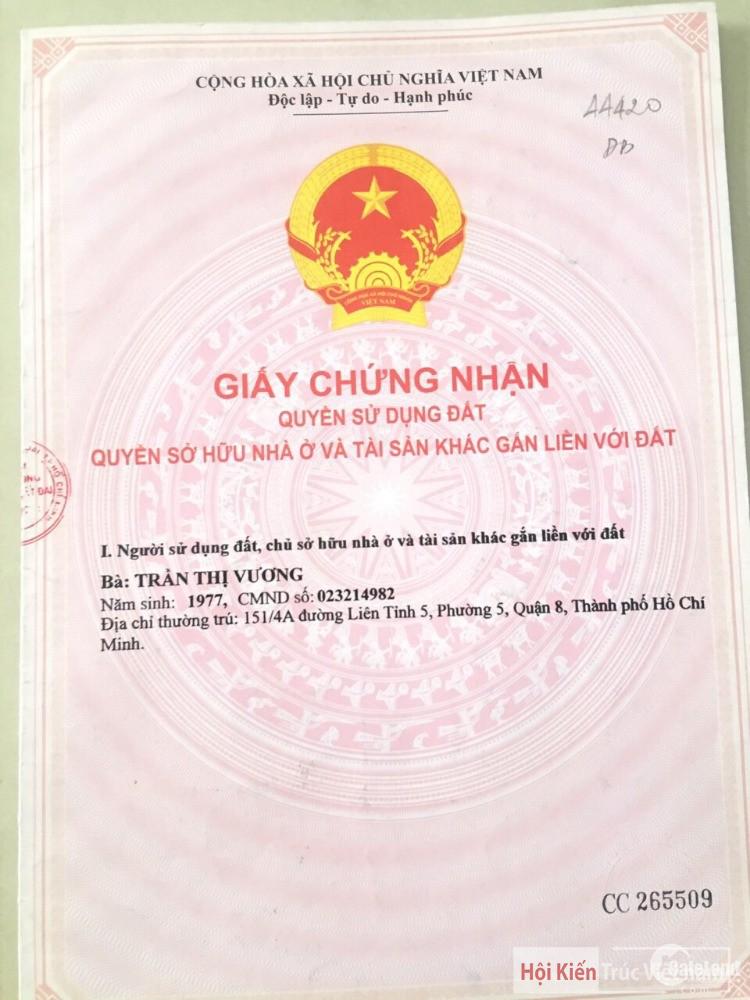 CỘNG HÒA XÃ HỘI CHỦ NGHĨA VIỆT NAM
Độc lập - Tự do - Hạnh phúc
AA420
VIỆT NAM
GIẤY CHỨNG NHẬN
QUYỀN SỬ DỤNG ĐẤT
QUYỀN SỞ HỮU NHÀ Ở VÀ TÀI SẢN KHÁC GẮN LIỀN VỚI ĐẤT
I. Người sử dụng đất, chủ sở hữu nhà ở và tài sản khác gắn liền với đất
Bà: TRẦN THỊ VƯƠNG
Năm sinh: 1977, CMND số: 023214982
Địa chỉ thường trú: 151/4A đường Liên Tỉnh 5, Phường 5, Quận 8, Thành phố Hồ Chí
Minh.
CC 265509
Hội Kiến Trúc Việt Nam